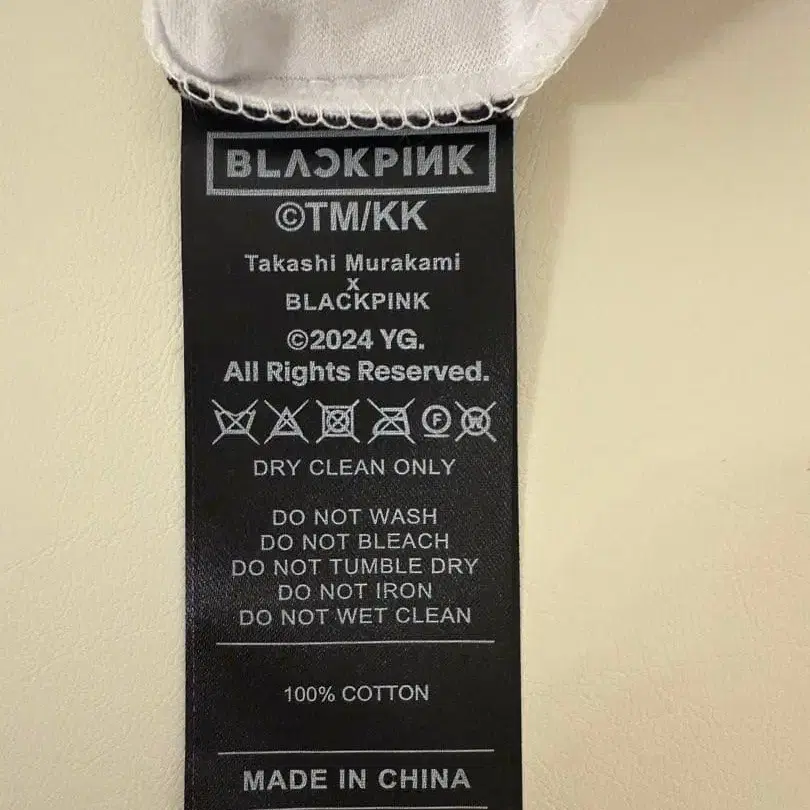 BLɅƆKPIИK
©TM/KK
Takashi Murakami
x
BLACKPINK
©2024 YG.
All Rights Reserved.
F W
DRY CLEAN ONLY
DO NOT WASH
DO NOT BLEACH
DO NOT TUMBLE DRY
DO NOT IRON
DO NOT WET CLEAN
100% COTTON
MADE IN CHINA